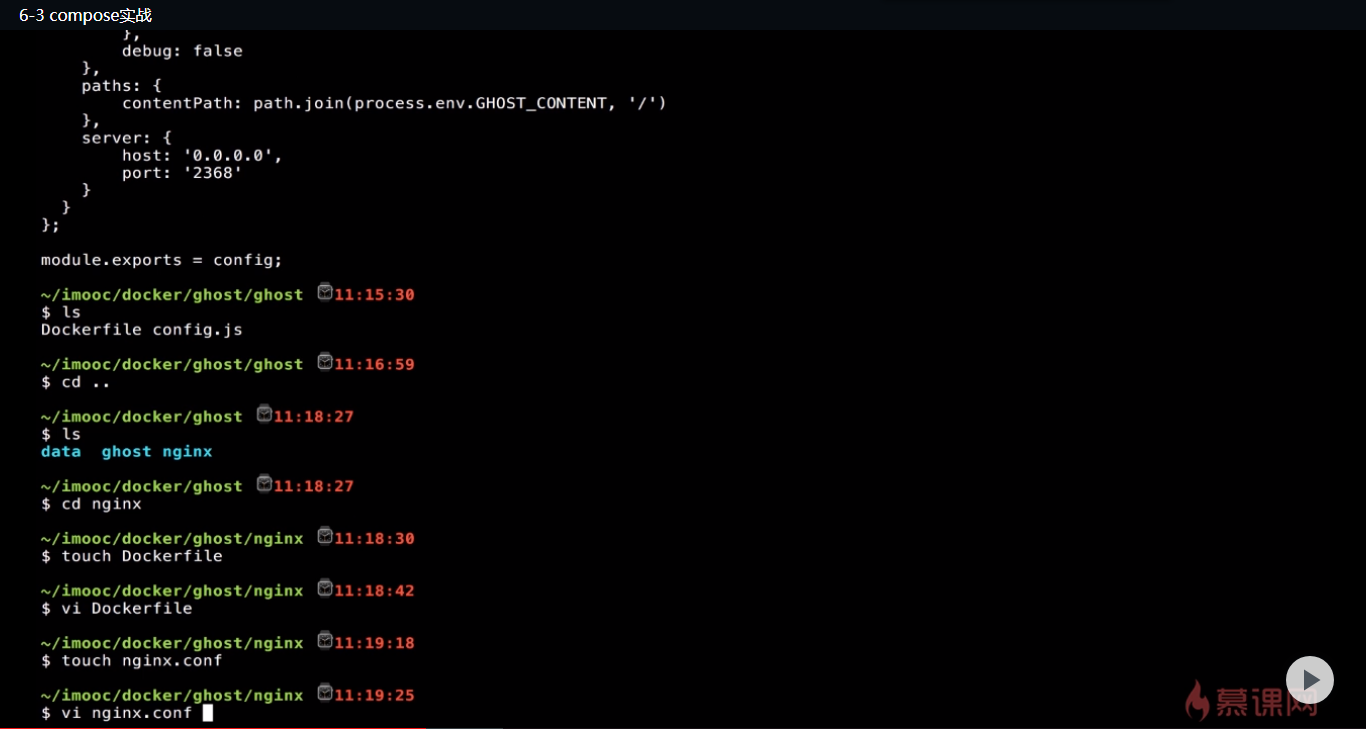 6-3 compose实战
},
debug: false
},
paths: {
contentPath: path.join(process.env.GHOST_CONTENT, '/')
},
server: {
host: '0.0.0.0',
port: '2368'
}
}
};
module.exports = config;
~/imooc/docker/ghost/ghost 11:15:30
$ ls
Dockerfile config.js
~/imooc/docker/ghost/ghost 11:16:59
$ cd ..
~/imooc/docker/ghost 11:18:27
$ ls
data ghost nginx
~/imooc/docker/ghost 11:18:27
$ cd nginx
~/imooc/docker/ghost/nginx 11:18:30
$ touch Dockerfile
~/imooc/docker/ghost/nginx 11:18:42
$ vi Dockerfile
~/imooc/docker/ghost/nginx 11:19:18
$ touch nginx.conf
~/imooc/docker/ghost/nginx 11:19:25
$ vi nginx.conf
慕课网